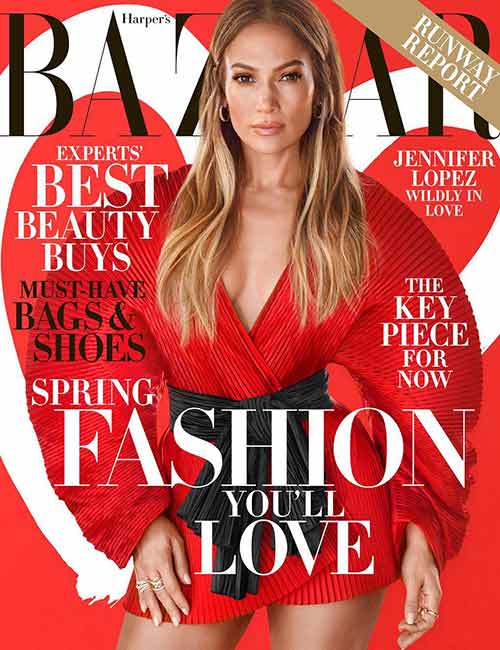 Harper's
BAZAAR
RUNWAY
REPORT
EXPERTS'
BEST
BEAUTY
BUYS
MUST-HAVE
BAGS &
SHOES
JENNIFER
LOPEZ
WILDLY IN
LOVE
THE
KEY
PIECE
FOR
NOW
SPRING
FASHION
YOU'LL
LOVE